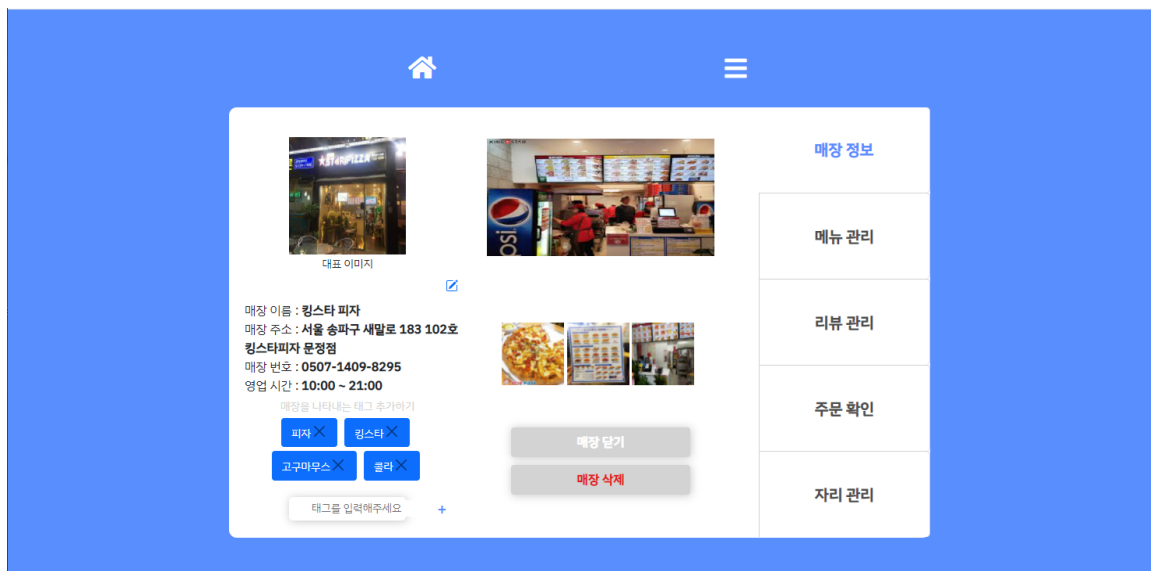 STARPIZZA
pepsi
대표 이미지
매장 이름 : 킹스타 피자
매장 주소 : 서울 송파구 새말로 183 102호
킹스타피자 문정점
매장 번호 : 0507-1409-8295
영업 시간 : 10:00 ~ 21:00
매장을 나타내는 태그 추가하기
피자 킹스타
고구마무스 콜라
태그를 입력해주세요 +
매장 닫기
매장 삭제
매장 정보
메뉴 관리
리뷰 관리
주문 확인
자리 관리